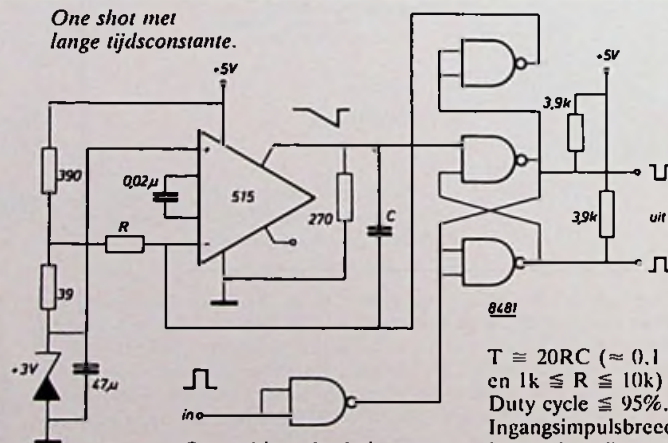 One shot met
lange tijdsconstante.
+5V
+5V
3,9k
390
0,02µ
+
515
270
C
R
-
3,9k
uit
39
8481
+3V
47µ
in
T ≅ 20RC (≈ 0,1
en 1k ≦ R ≦ 10k)
Duty cycle ≦ 95%.